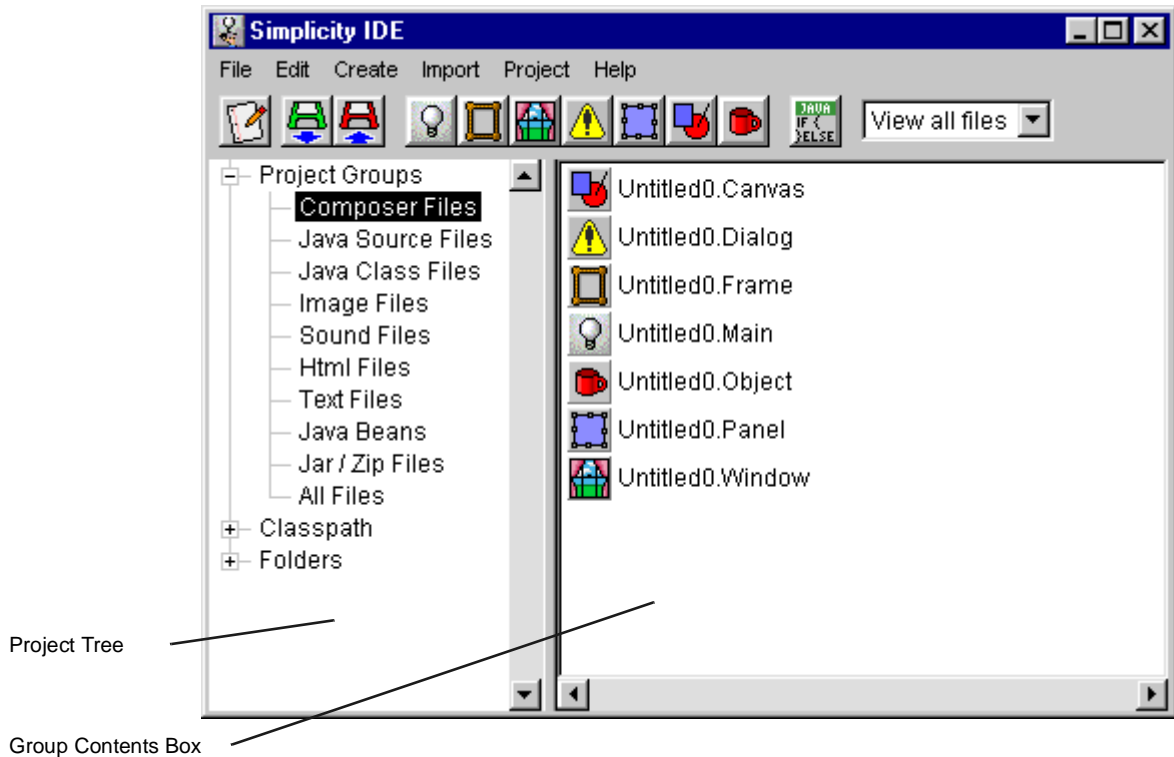 Simplicity IDE
File Edit Create Import Project Help
JAVA
IF {
}ELSE
View all files
Project Groups
Composer Files
Java Source Files
Java Class Files
Image Files
Sound Files
Html Files
Text Files
Java Beans
Jar / Zip Files
All Files
Classpath
Folders
Untitled0.Canvas
Untitled0.Dialog
Untitled0.Frame
Untitled0.Main
Untitled0.Object
Untitled0.Panel
Untitled0.Window
Project Tree
Group Contents Box